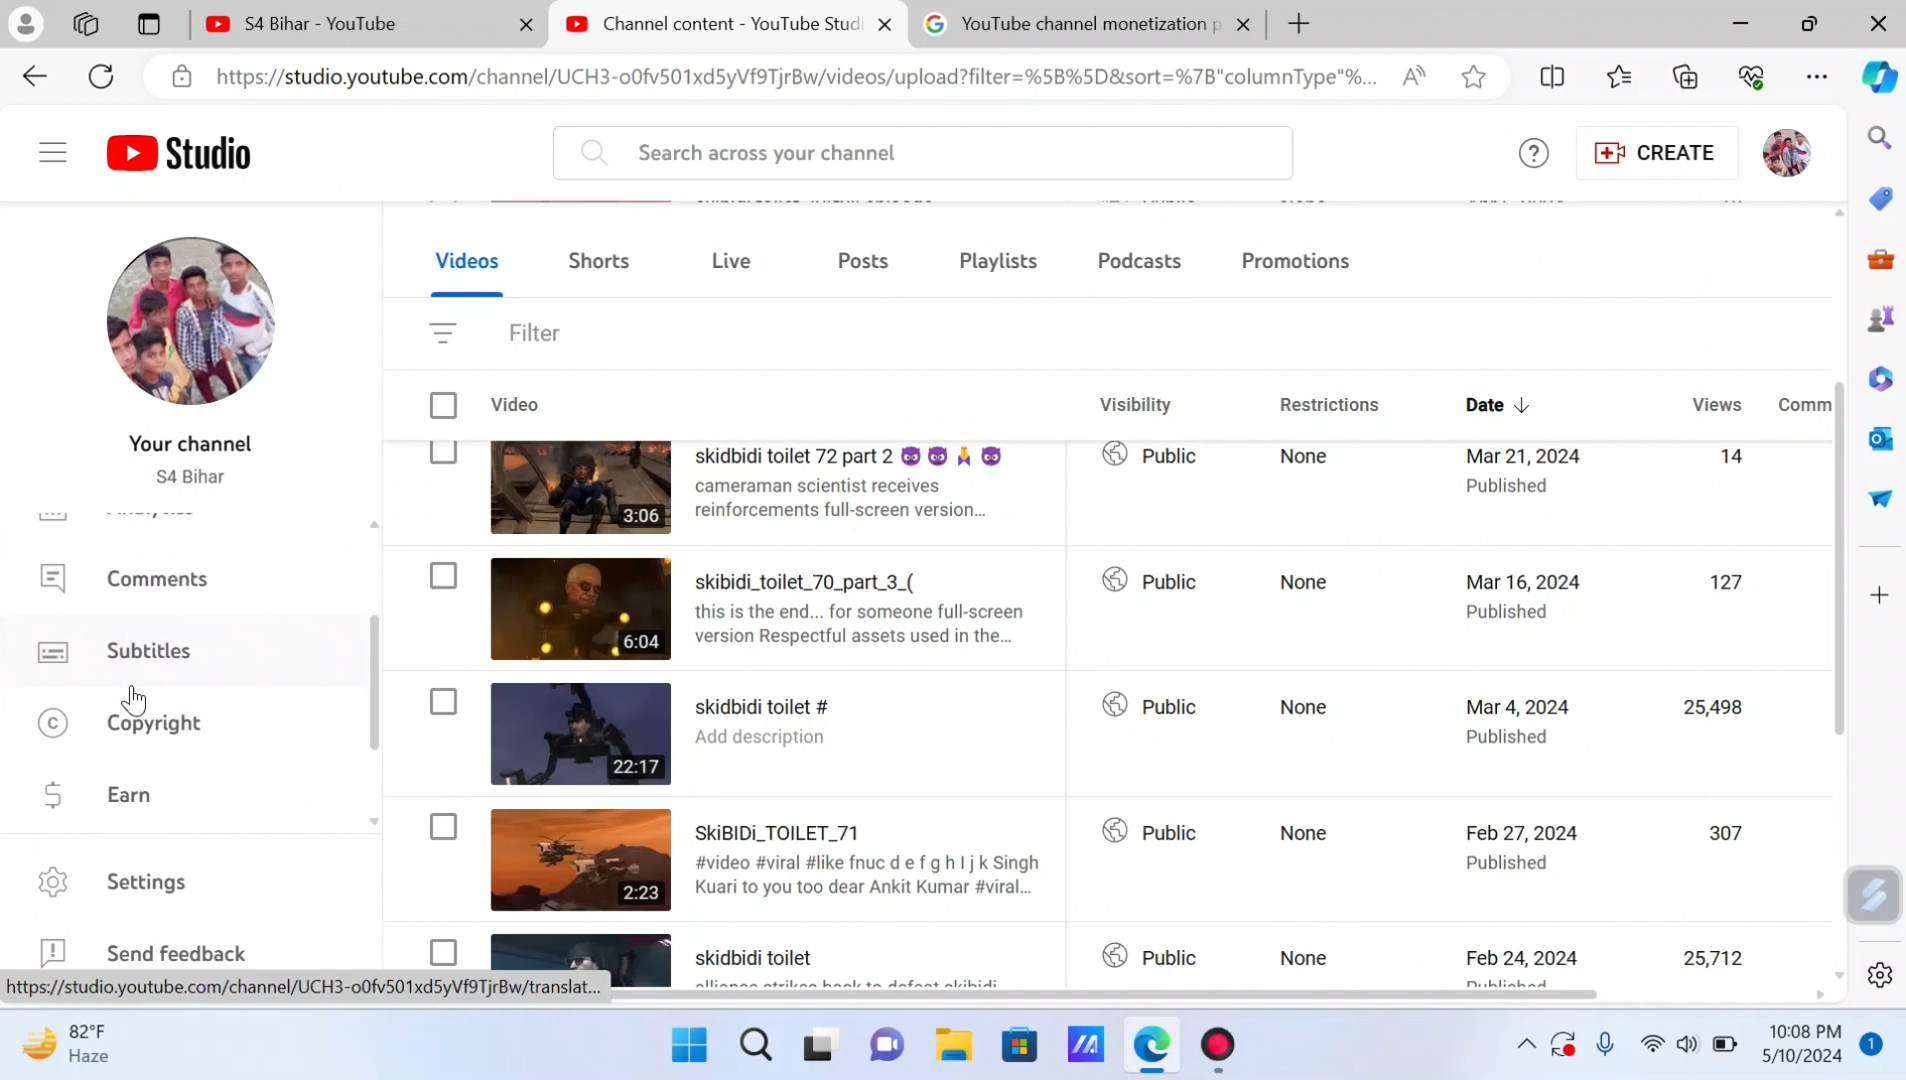 S4 Bihar - YouTube
Channel content - YouTube Studi
YouTube channel monetization p
https://studio.youtube.com/channel/UCH3-o0fv501xd5yVf9TjrBw/videos/upload?filter=%5B%5D&sort=%7B"columnType"%...
Studio
Search across your channel
CREATE
Your channel
S4 Bihar
Comments
Subtitles
Copyright
Earn
Settings
Send feedback
Videos Shorts Live Posts Playlists Podcasts Promotions
Filter
Video Visibility Restrictions Date Views Comm
skidbidi toilet 72 part 2 😈 😈 🧜 😈 Public None Mar 21, 2024 14
cameraman scientist receives Published
reinforcements full-screen version...
3:06
skibidi_toilet_70_part_3_( Public None Mar 16, 2024 127
this is the end... for someone full-screen Published
version Respectful assets used in the...
6:04
skidbidi toilet # Public None Mar 4, 2024 25,498
Add description Published
22:17
SkiBIDi_TOILET_71 Public None Feb 27, 2024 307
#video #viral #like fnuc d e f g h I j k Singh Published
Kuari to you too dear Ankit Kumar #viral...
2:23
skidbidi toilet Public None Feb 24, 2024 25,712
https://studio.youtube.com/channel/UCH3-o0fv501xd5yVf9TjrBw/translat...
82°F
Haze
10:08 PM
5/10/2024
1